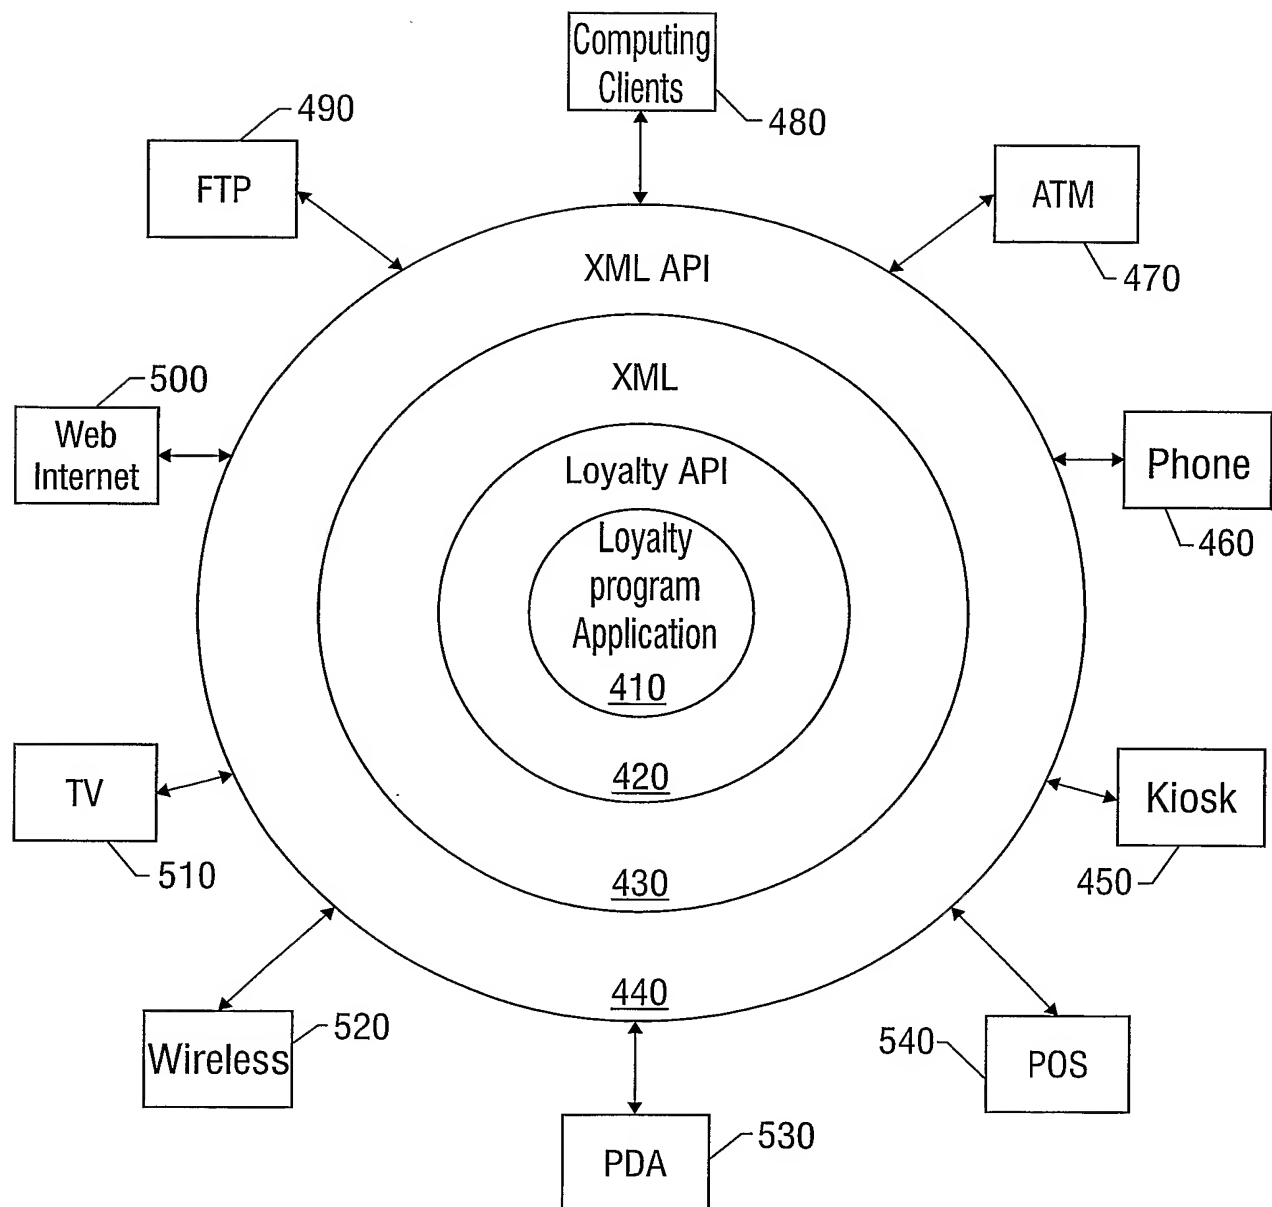 Computing
Clients
480
490
FTP
ATM
470
XML API
XML
500
Web
Internet
Phone
460
Loyalty API
Loyalty
program
Application
410
420
430
440
TV
510
Kiosk
450
Wireless
520
540
POS
PDA
530